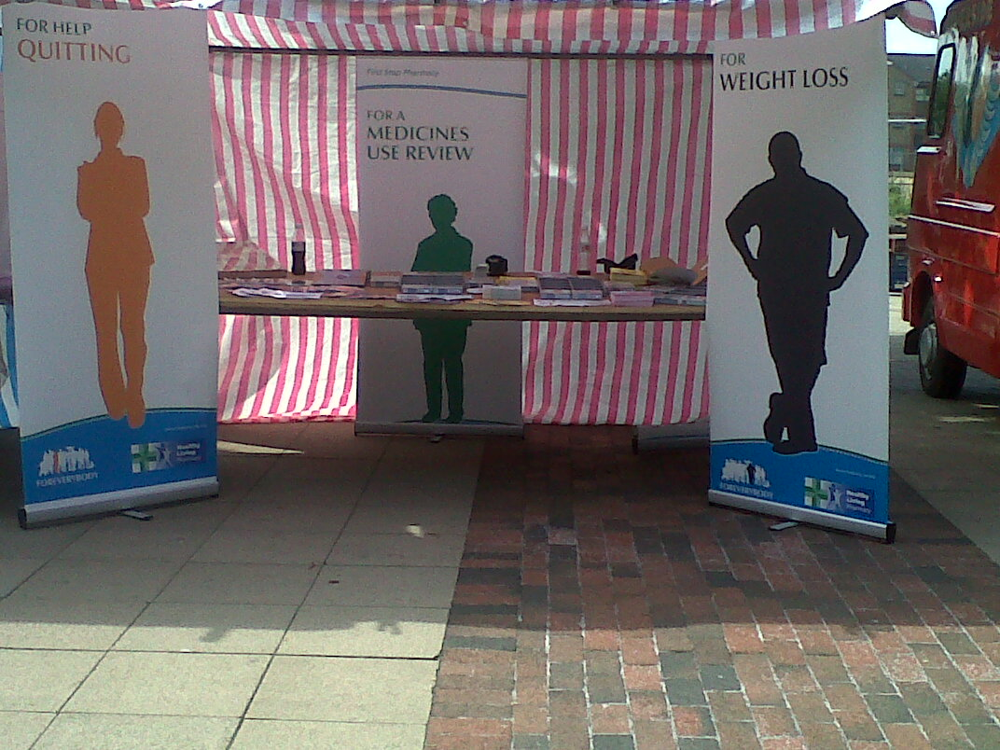 FOR HELP
QUITTING
FOREVERYBODY
Healthy
Living
Pharmacy
First Stop Pharmacy
FOR A
MEDICINES
USE REVIEW
FOR
WEIGHT LOSS
FOREVERYBODY
Healthy
Living
Pharmacy